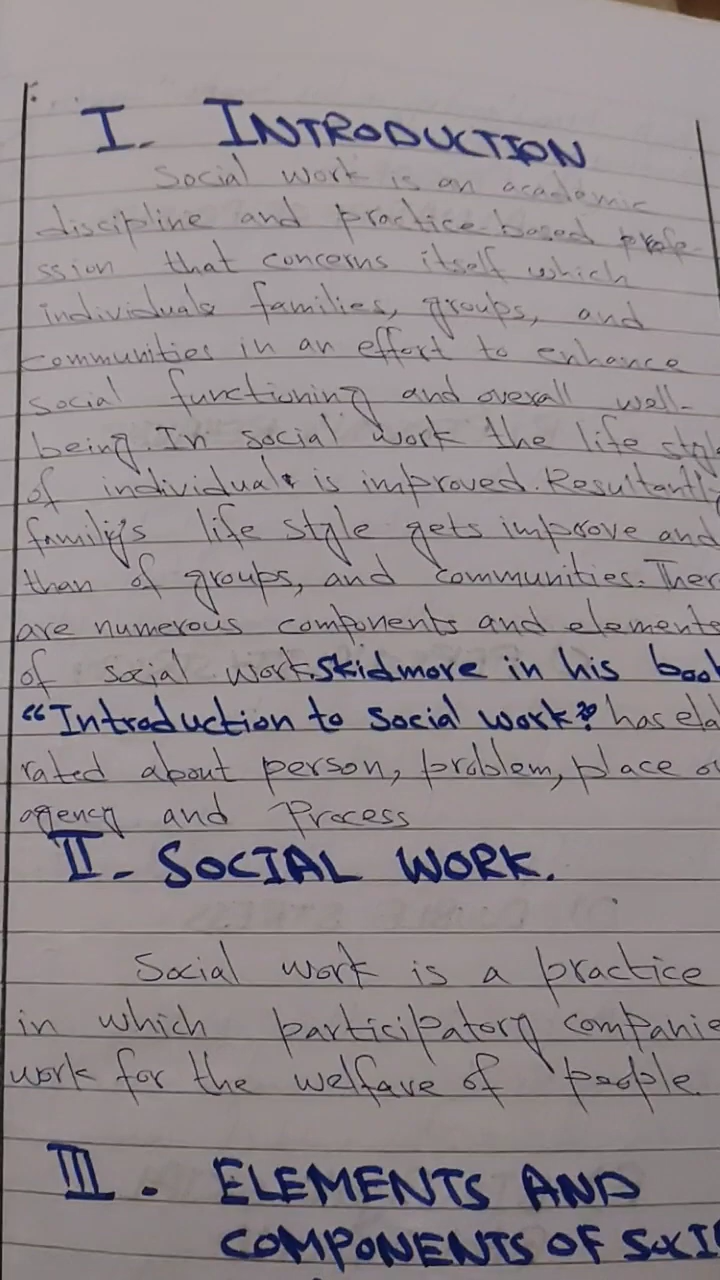 I. INTRODUCTION
Social work is an academic
discipline and practice based profe
ssion that concerns itself which
individuals families, groups, and
communities in an effort to enhance
social functioning and overall well-
being. In social work the life style
of individuals is improved. Resultantly
family's life style gets improve and
than of groups, and communities. Ther
are numerous components and elements
of social work. Skidmore in his book
"Introduction to social work" has elab
rated about person, problem, place or
agency and Process
II- SOCIAL WORK.
Social work is a practice
in which participatory companie
work for the welfare of people
III. ELEMENTS AND
COMPONENTS OF SOCI